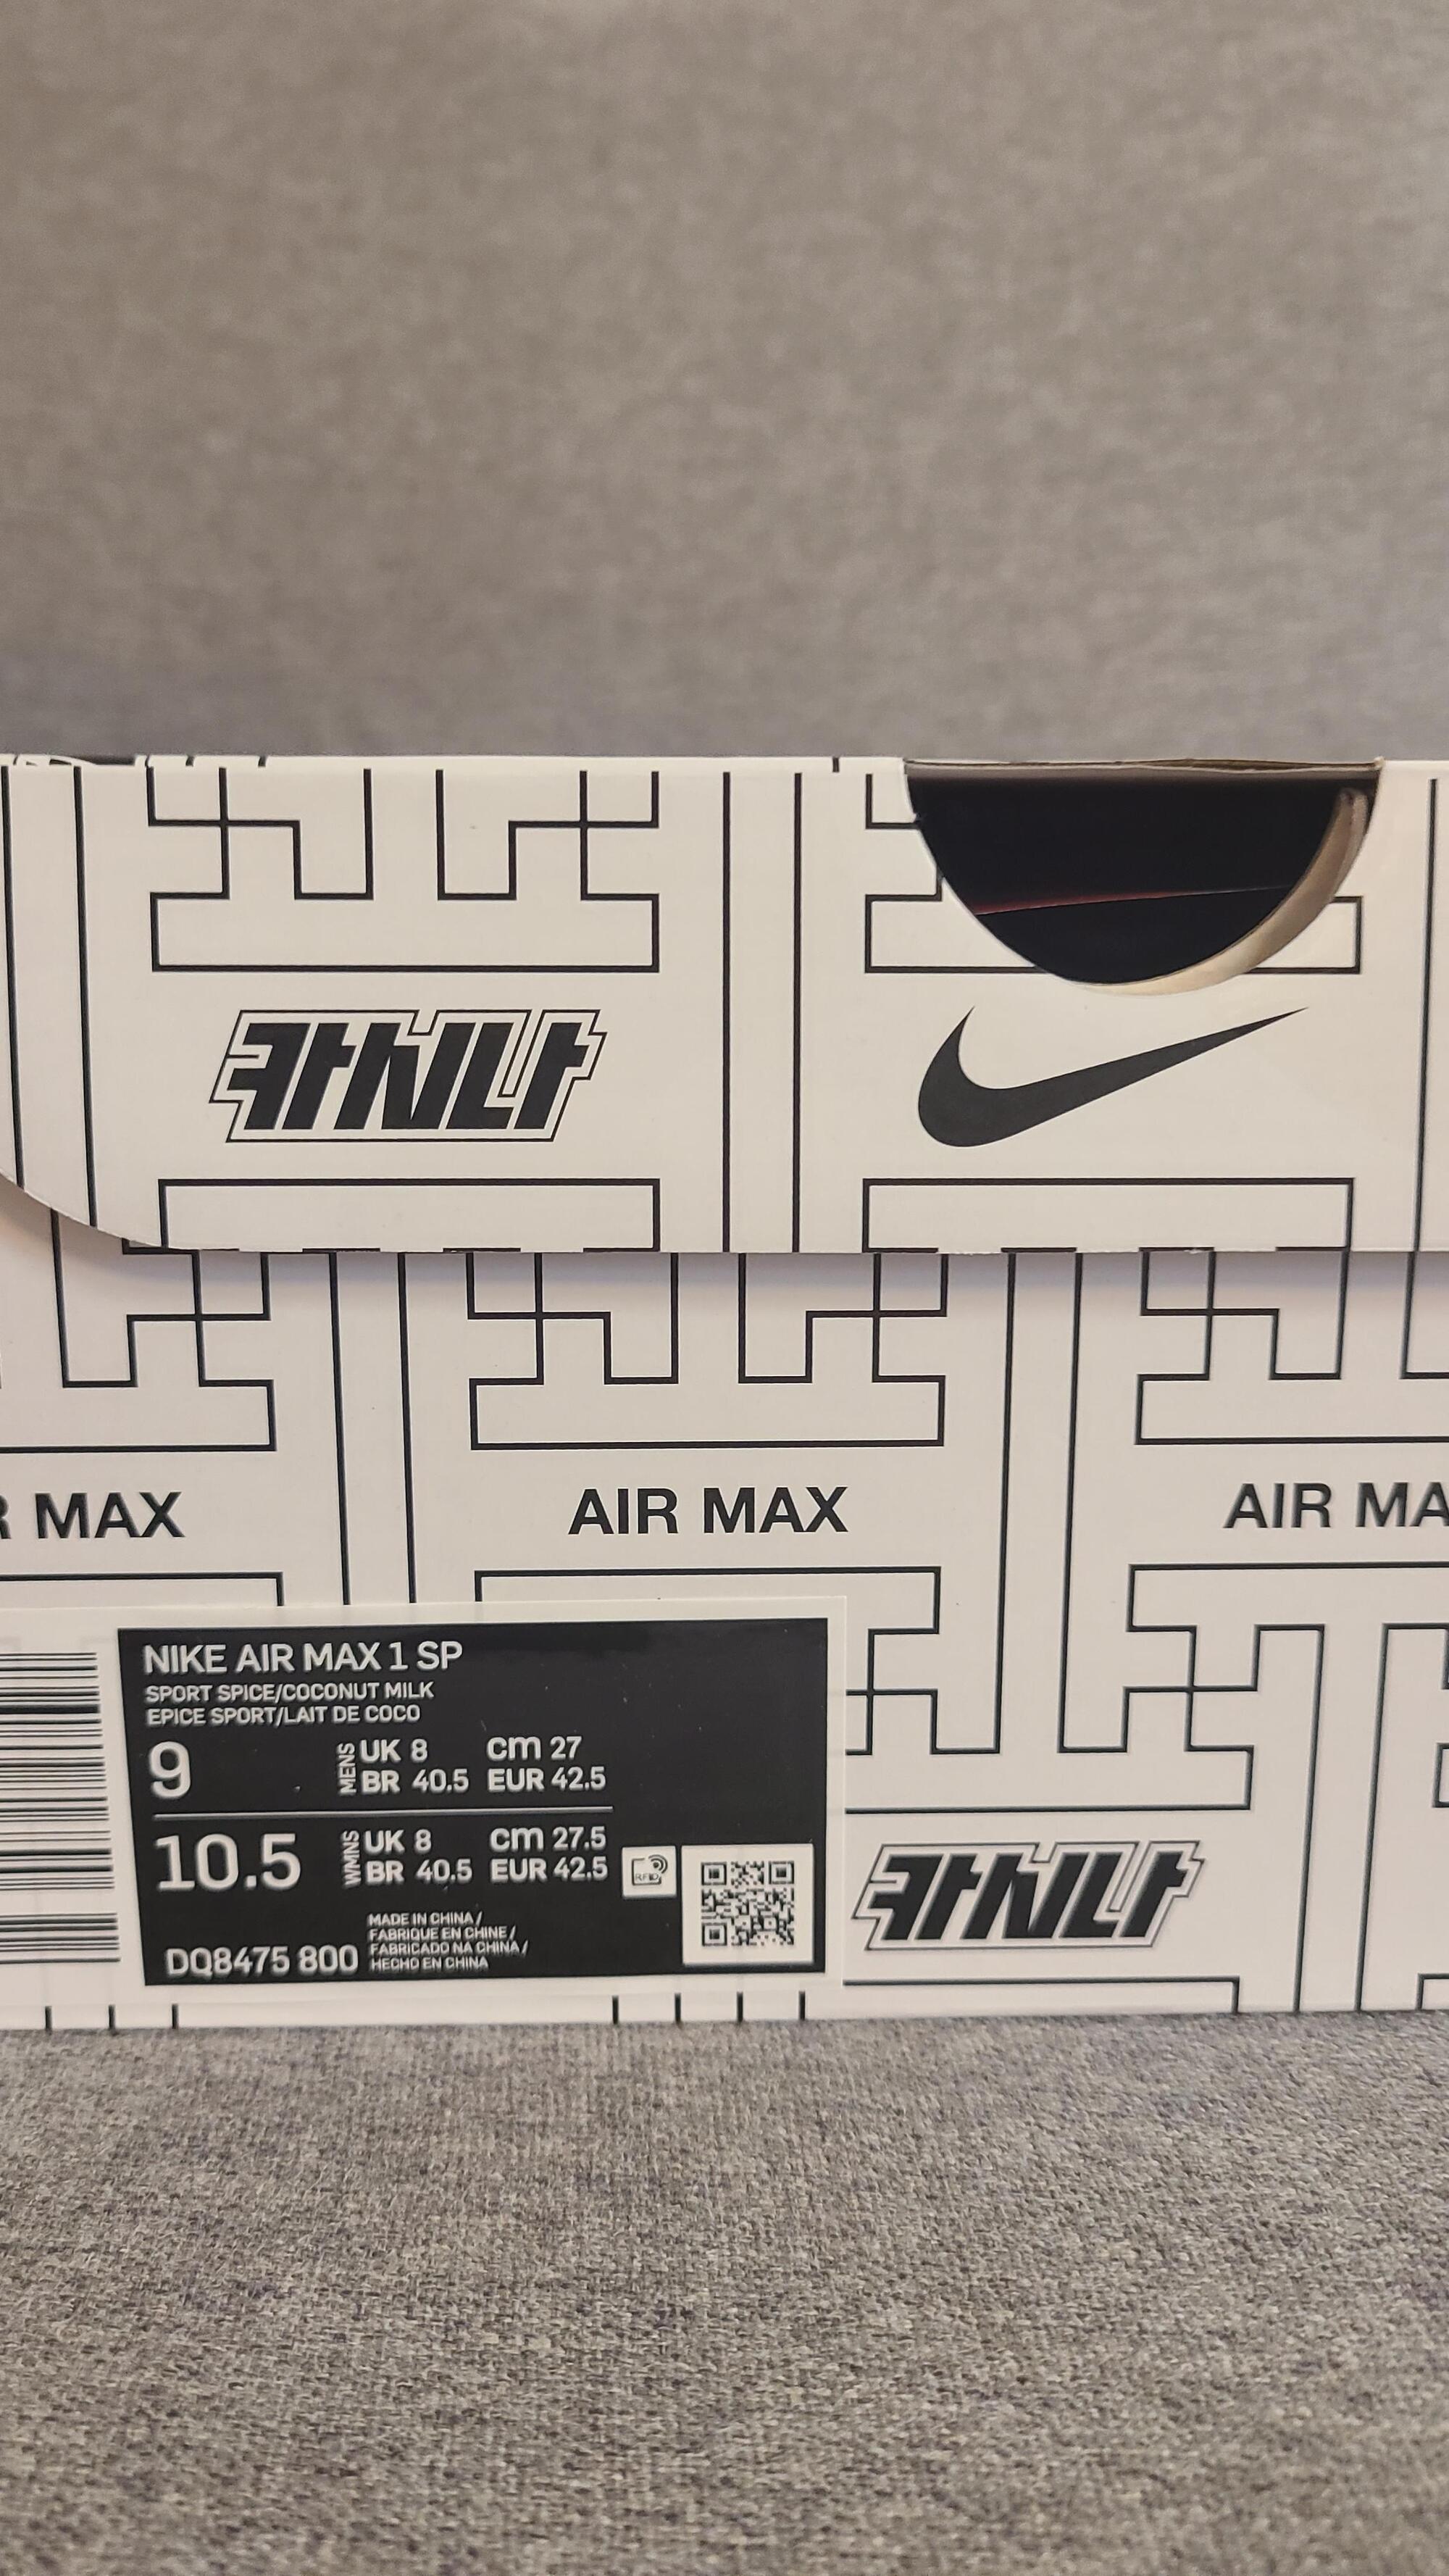 카시나
R MAX
AIR MAX
AIR MA
NIKE AIR MAX 1 SP
SPORT SPICE/COCONUT MILK
EPICE SPORT/LAIT DE COCO
9 MENS UK 8 cm 27
BR 40.5 EUR 42.5
10.5 WMNS UK 8 cm 27.5
BR 40.5 EUR 42.5
RFID
MADE IN CHINA /
FABRIQUE EN CHINE /
FABRICADO NA CHINA /
HECHO EN CHINA
DQ8475 800
카시나